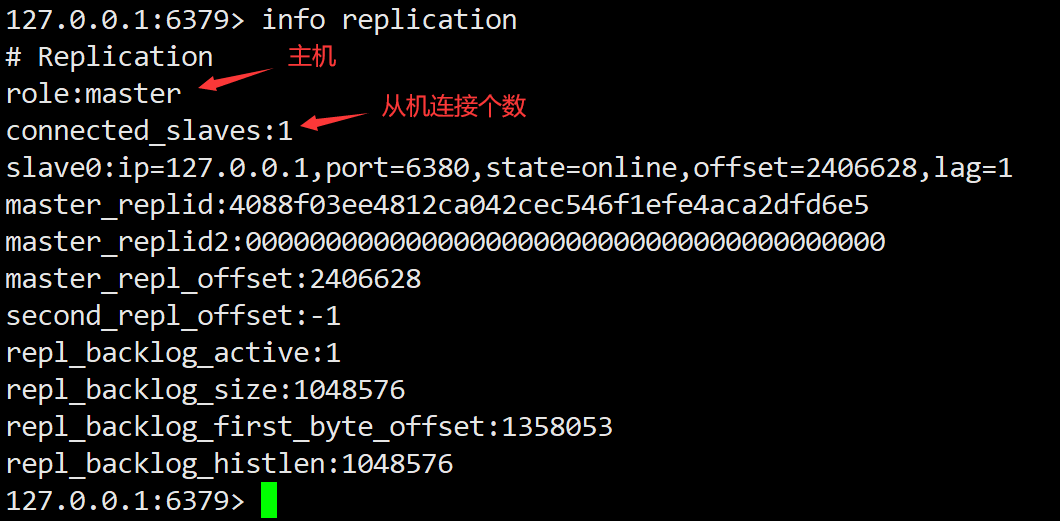 127.0.0.1:6379> info replication
# Replication
主机
role:master
从机连接个数
connected_slaves:1
slave0:ip=127.0.0.1,port=6380,state=online,offset=2406628,lag=1
master_replid:4088f03ee4812ca042cec546f1efe4aca2dfd6e5
master_replid2:0000000000000000000000000000000000000000
master_repl_offset:2406628
second_repl_offset:-1
repl_backlog_active:1
repl_backlog_size:1048576
repl_backlog_first_byte_offset:1358053
repl_backlog_histlen:1048576
127.0.0.1:6379>